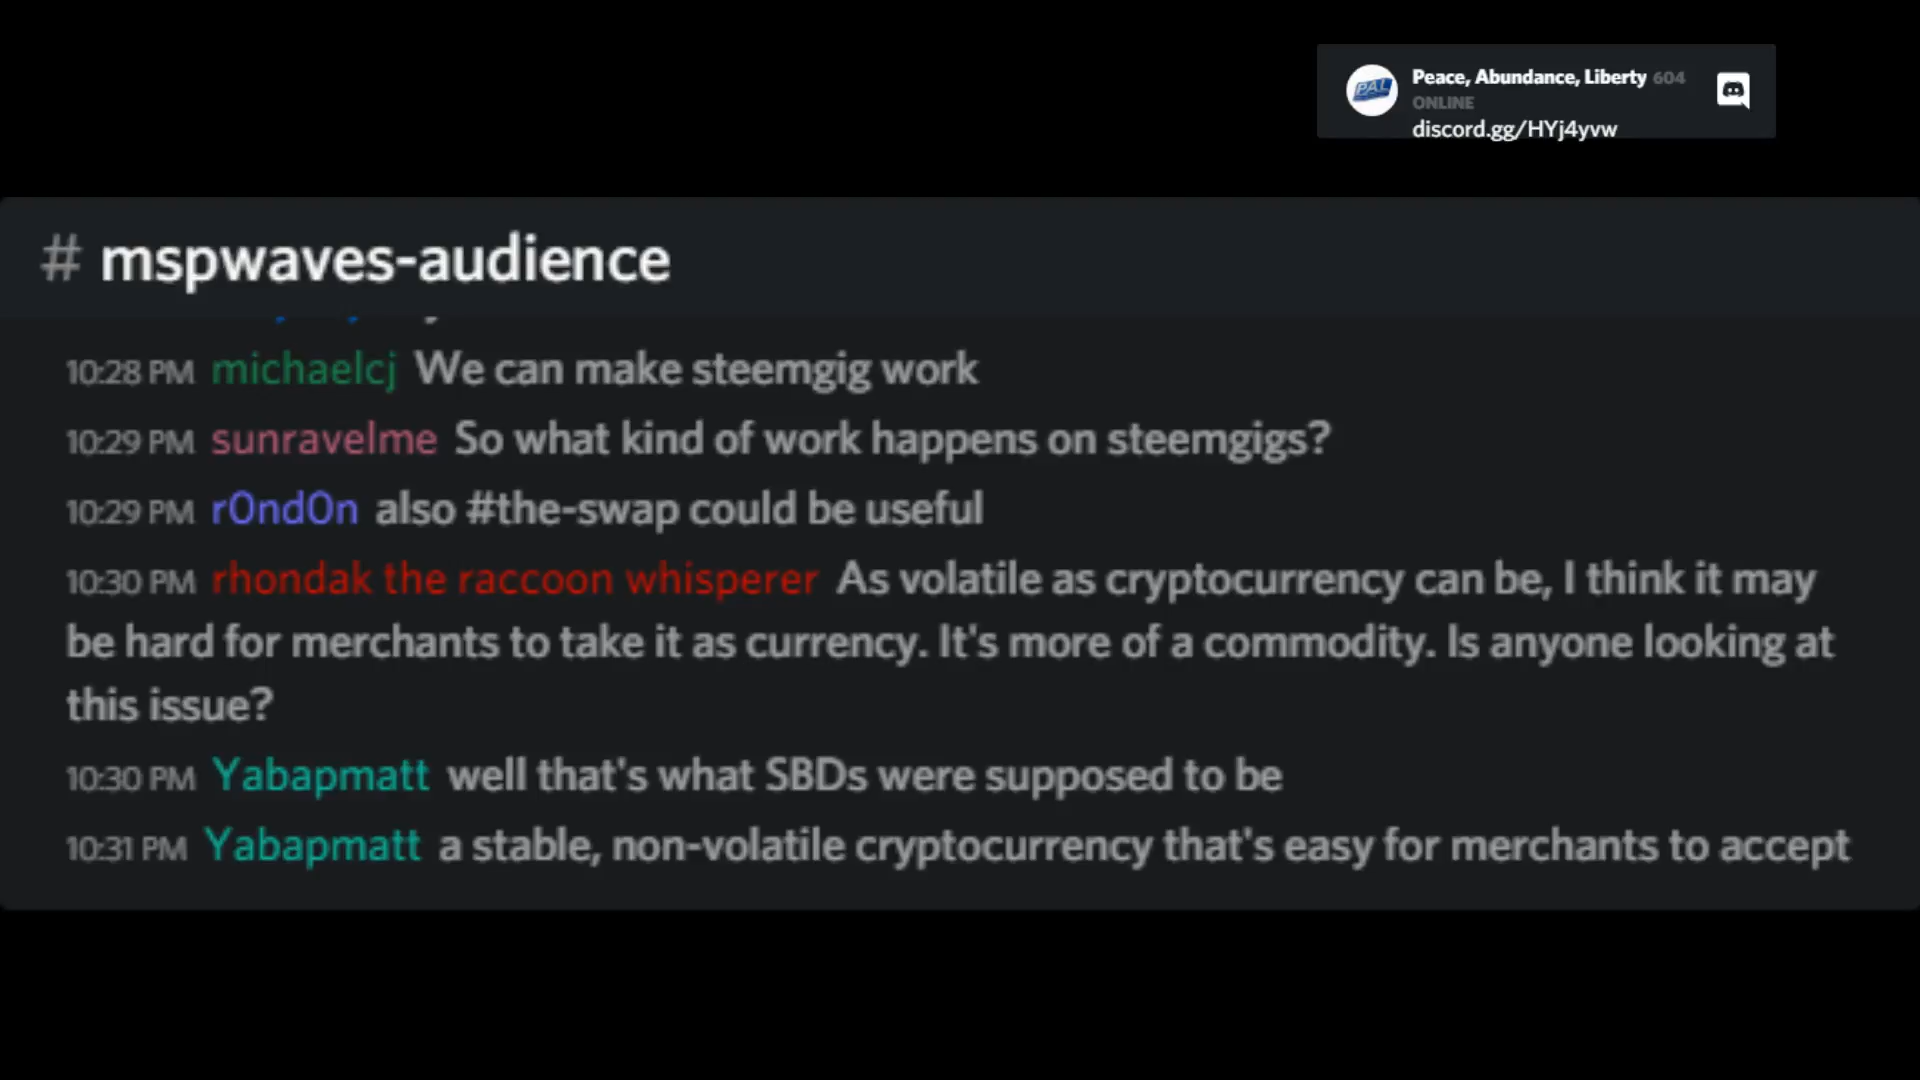 PAL Peace, Abundance, Liberty 604
ONLINE
discord.gg/HYj4yvw
# mspwaves-audience
10:28 PM michaelcj We can make steemgig work
10:29 PM sunravelme So what kind of work happens on steemgigs?
10:29 PM r0nd0n also #the-swap could be useful
10:30 PM rhondak the raccoon whisperer As volatile as cryptocurrency can be, I think it may
be hard for merchants to take it as currency. It's more of a commodity. Is anyone looking at
this issue?
10:30 PM Yabapmatt well that's what SBDs were supposed to be
10:31 PM Yabapmatt a stable, non-volatile cryptocurrency that's easy for merchants to accept